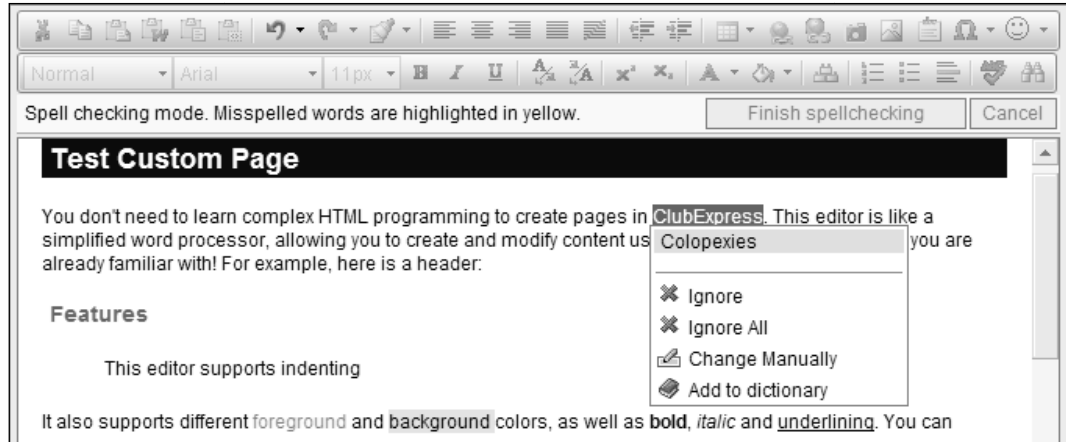 Normal Arial 11px B I U
Spell checking mode. Misspelled words are highlighted in yellow. Finish spellchecking Cancel
Test Custom Page
You don't need to learn complex HTML programming to create pages in ClubExpress. This editor is like a
simplified word processor, allowing you to create and modify content us you are
already familiar with! For example, here is a header:
Colopexies
Ignore
Ignore All
Change Manually
Add to dictionary
Features
This editor supports indenting
It also supports different foreground and background colors, as well as bold, italic and underlining. You can